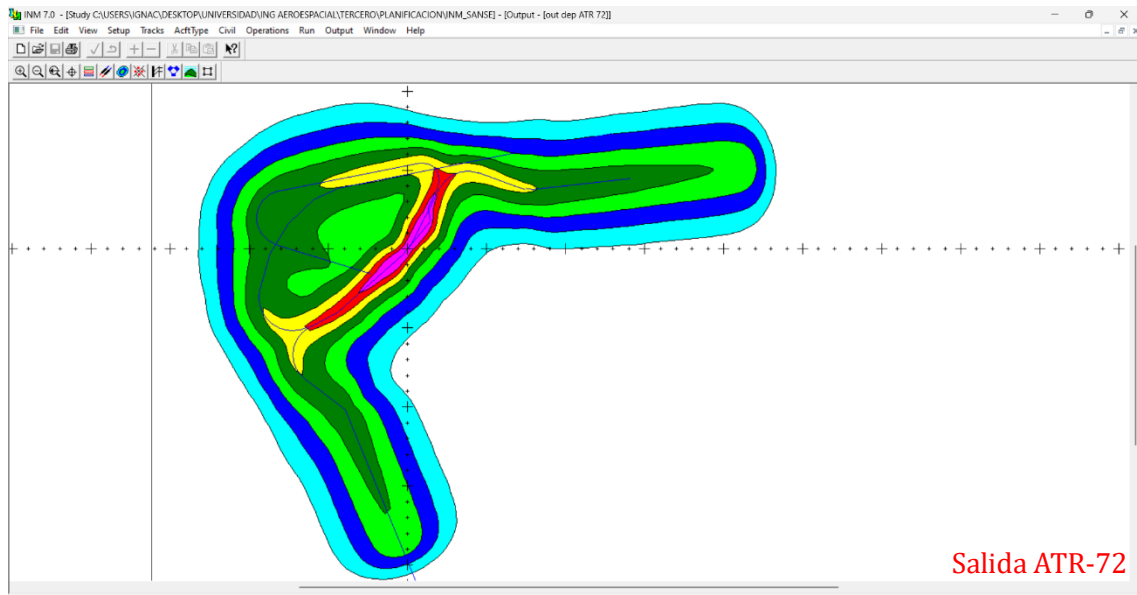 INM 7.0 - [Study C:\USERS\IGNAC\DESKTOP\UNIVERSIDAD\ING AEROESPACIAL\TERCERO\PLANIFICACION\INM_SANSE] - [Output - [out dep ATR 72]]
File Edit View Setup Tracks AcftType Civil Operations Run Output Window Help
Salida ATR-72